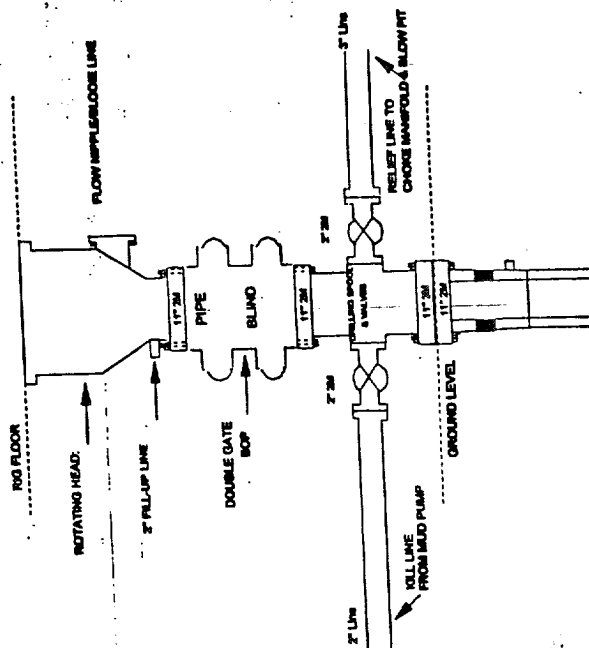 RIG FLOOR
ROTATING HEAD:
FLOW NIPPLE/BLOOIE LINE
2" FILL-UP LINE
11" 2M
PIPE
BLIND
DOUBLE GATE
BOP
11" 2M
2" 2M
2" 2M
DRILLING SPOOL
& VALVES
2" Line
3" Line
KILL LINE
FROM MUD PUMP
RELIEF LINE TO
CHOKE MANIFOLD & BLOW PIT
11" 2M
11" 2M
GROUND LEVEL